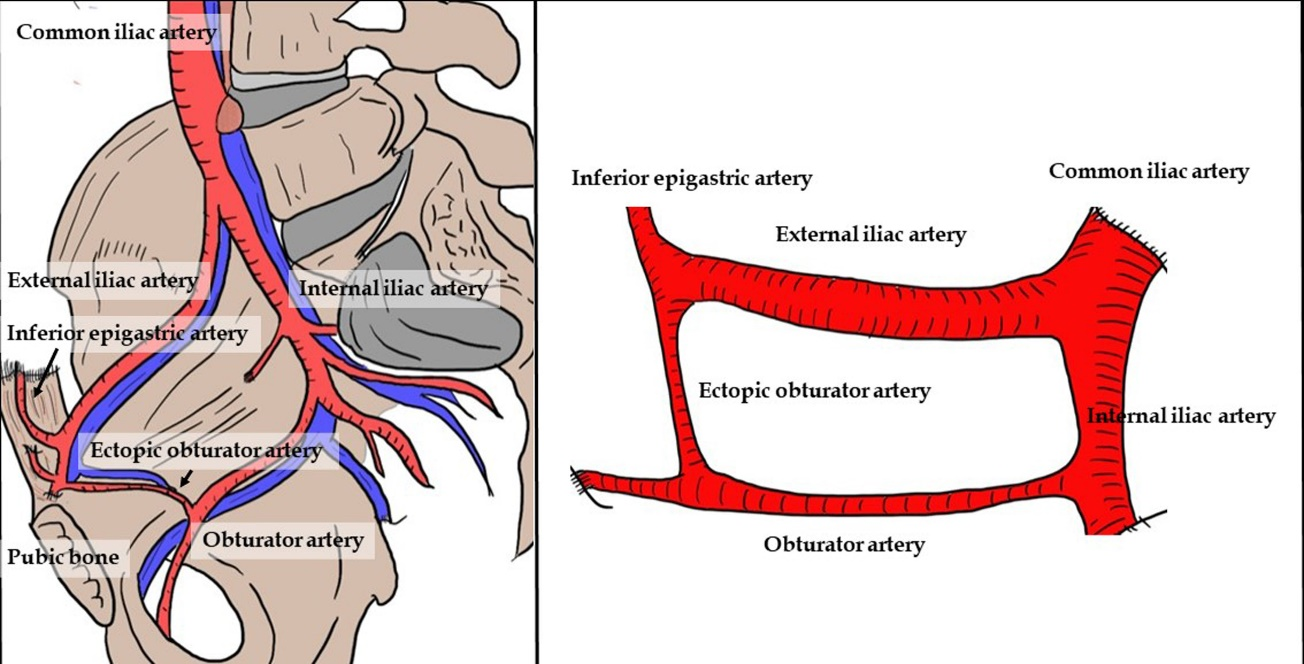 Common iliac artery
External iliac artery
Internal iliac artery
Inferior epigastric artery
Ectopic obturator artery
Obturator artery
Pubic bone
Inferior epigastric artery
Common iliac artery
External iliac artery
Ectopic obturator artery
Internal iliac artery
Obturator artery